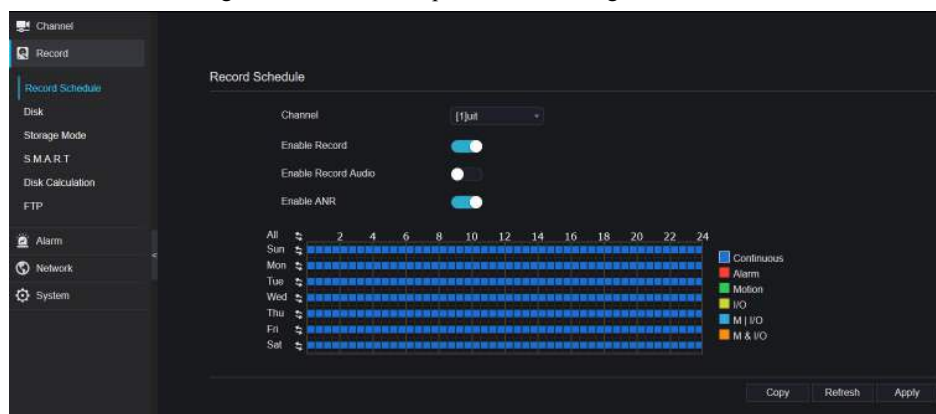 Channel
Record
Record Schedule
Disk
Storage Mode
S.M.A.R.T
Disk Calculation
FTP
Alarm
Network
System
Record Schedule
Channel [1]uit
Enable Record
Enable Record Audio
Enable ANR
All 2 4 6 8 10 12 14 16 18 20 22 24
Sun
Mon
Tue
Wed
Thu
Fri
Sat
Continuous
Alarm
Motion
I/O
M | I/O
M & I/O
Copy Refresh Apply